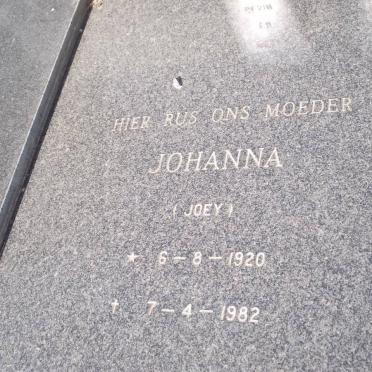 HIER RUS ONS MOEDER
JOHANNA
(JOEY)
* 6-8-1920
† 7-4-1982